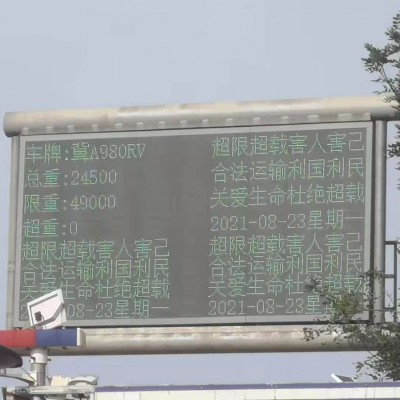 车牌:冀A980RV
总重:24500
限重:49000
超重:0
超限超载害人害己
合法运输利国利民
关爱生命杜绝超载
2021-08-23星期一
超限超载害人害己
合法运输利国利民
关爱生命杜绝超载
08-23星期一
超限超载害人害己
合法运输利国利民
关爱生命杜绝超载
2021-08-23星期一